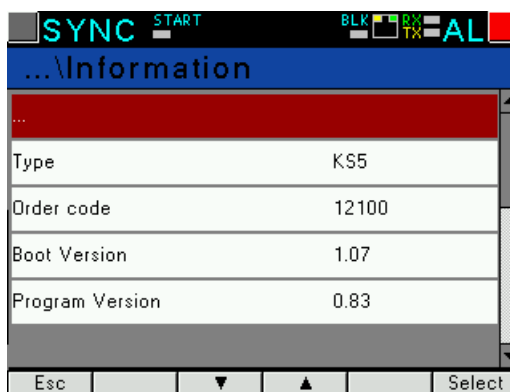 SYNC START BLK RX TX AL
...\Information
...
Type KS5
Order code 12100
Boot Version 1.07
Program Version 0.83
Esc ▼ ▲ Select